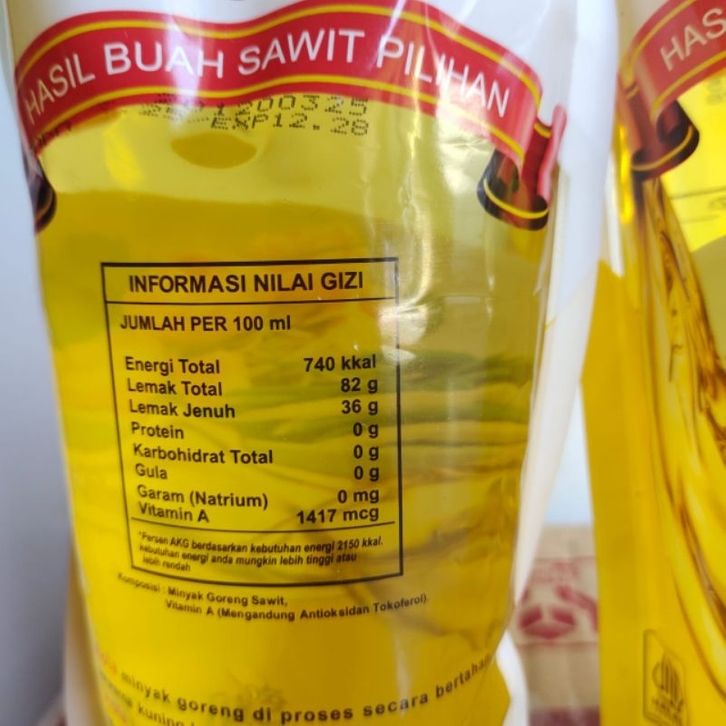 HASIL BUAH SAWIT PILIHAN
1200325
EXP12.28
INFORMASI NILAI GIZI
JUMLAH PER 100 ml
Energi Total 740 kkal
Lemak Total 82 g
Lemak Jenuh 36 g
Protein 0 g
Karbohidrat Total 0 g
Gula 0 g
Garam (Natrium) 0 mg
Vitamin A 1417 mcg
*Persen AKG berdasarkan kebutuhan energi 2150 kkal.
kebutuhan energi anda mungkin lebih tinggi atau
lebih rendah
Komposisi : Minyak Goreng Sawit,
Vitamin A (Mengandung Antioksidan Tokoferol).
minyak goreng di proses secara bertahap
kuning
HAS